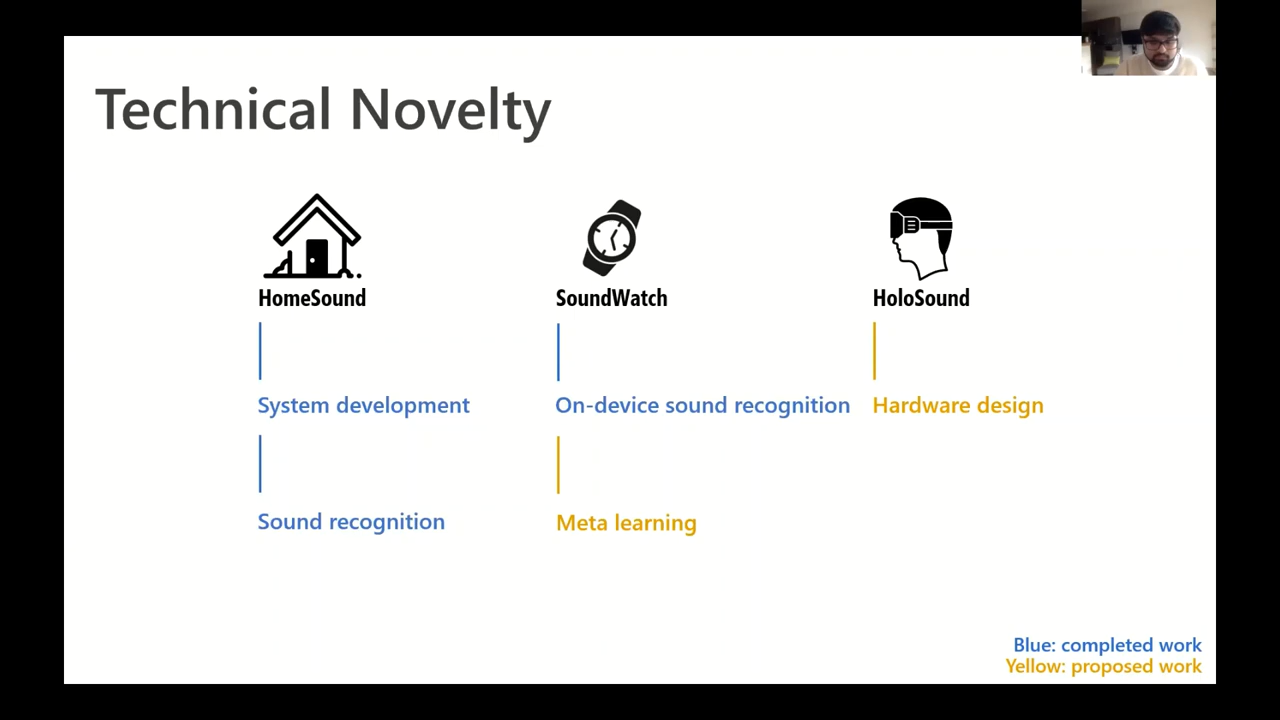 Technical Novelty
HomeSound
SoundWatch
HoloSound
System development
On-device sound recognition
Hardware design
Sound recognition
Meta learning
Blue: completed work
Yellow: proposed work